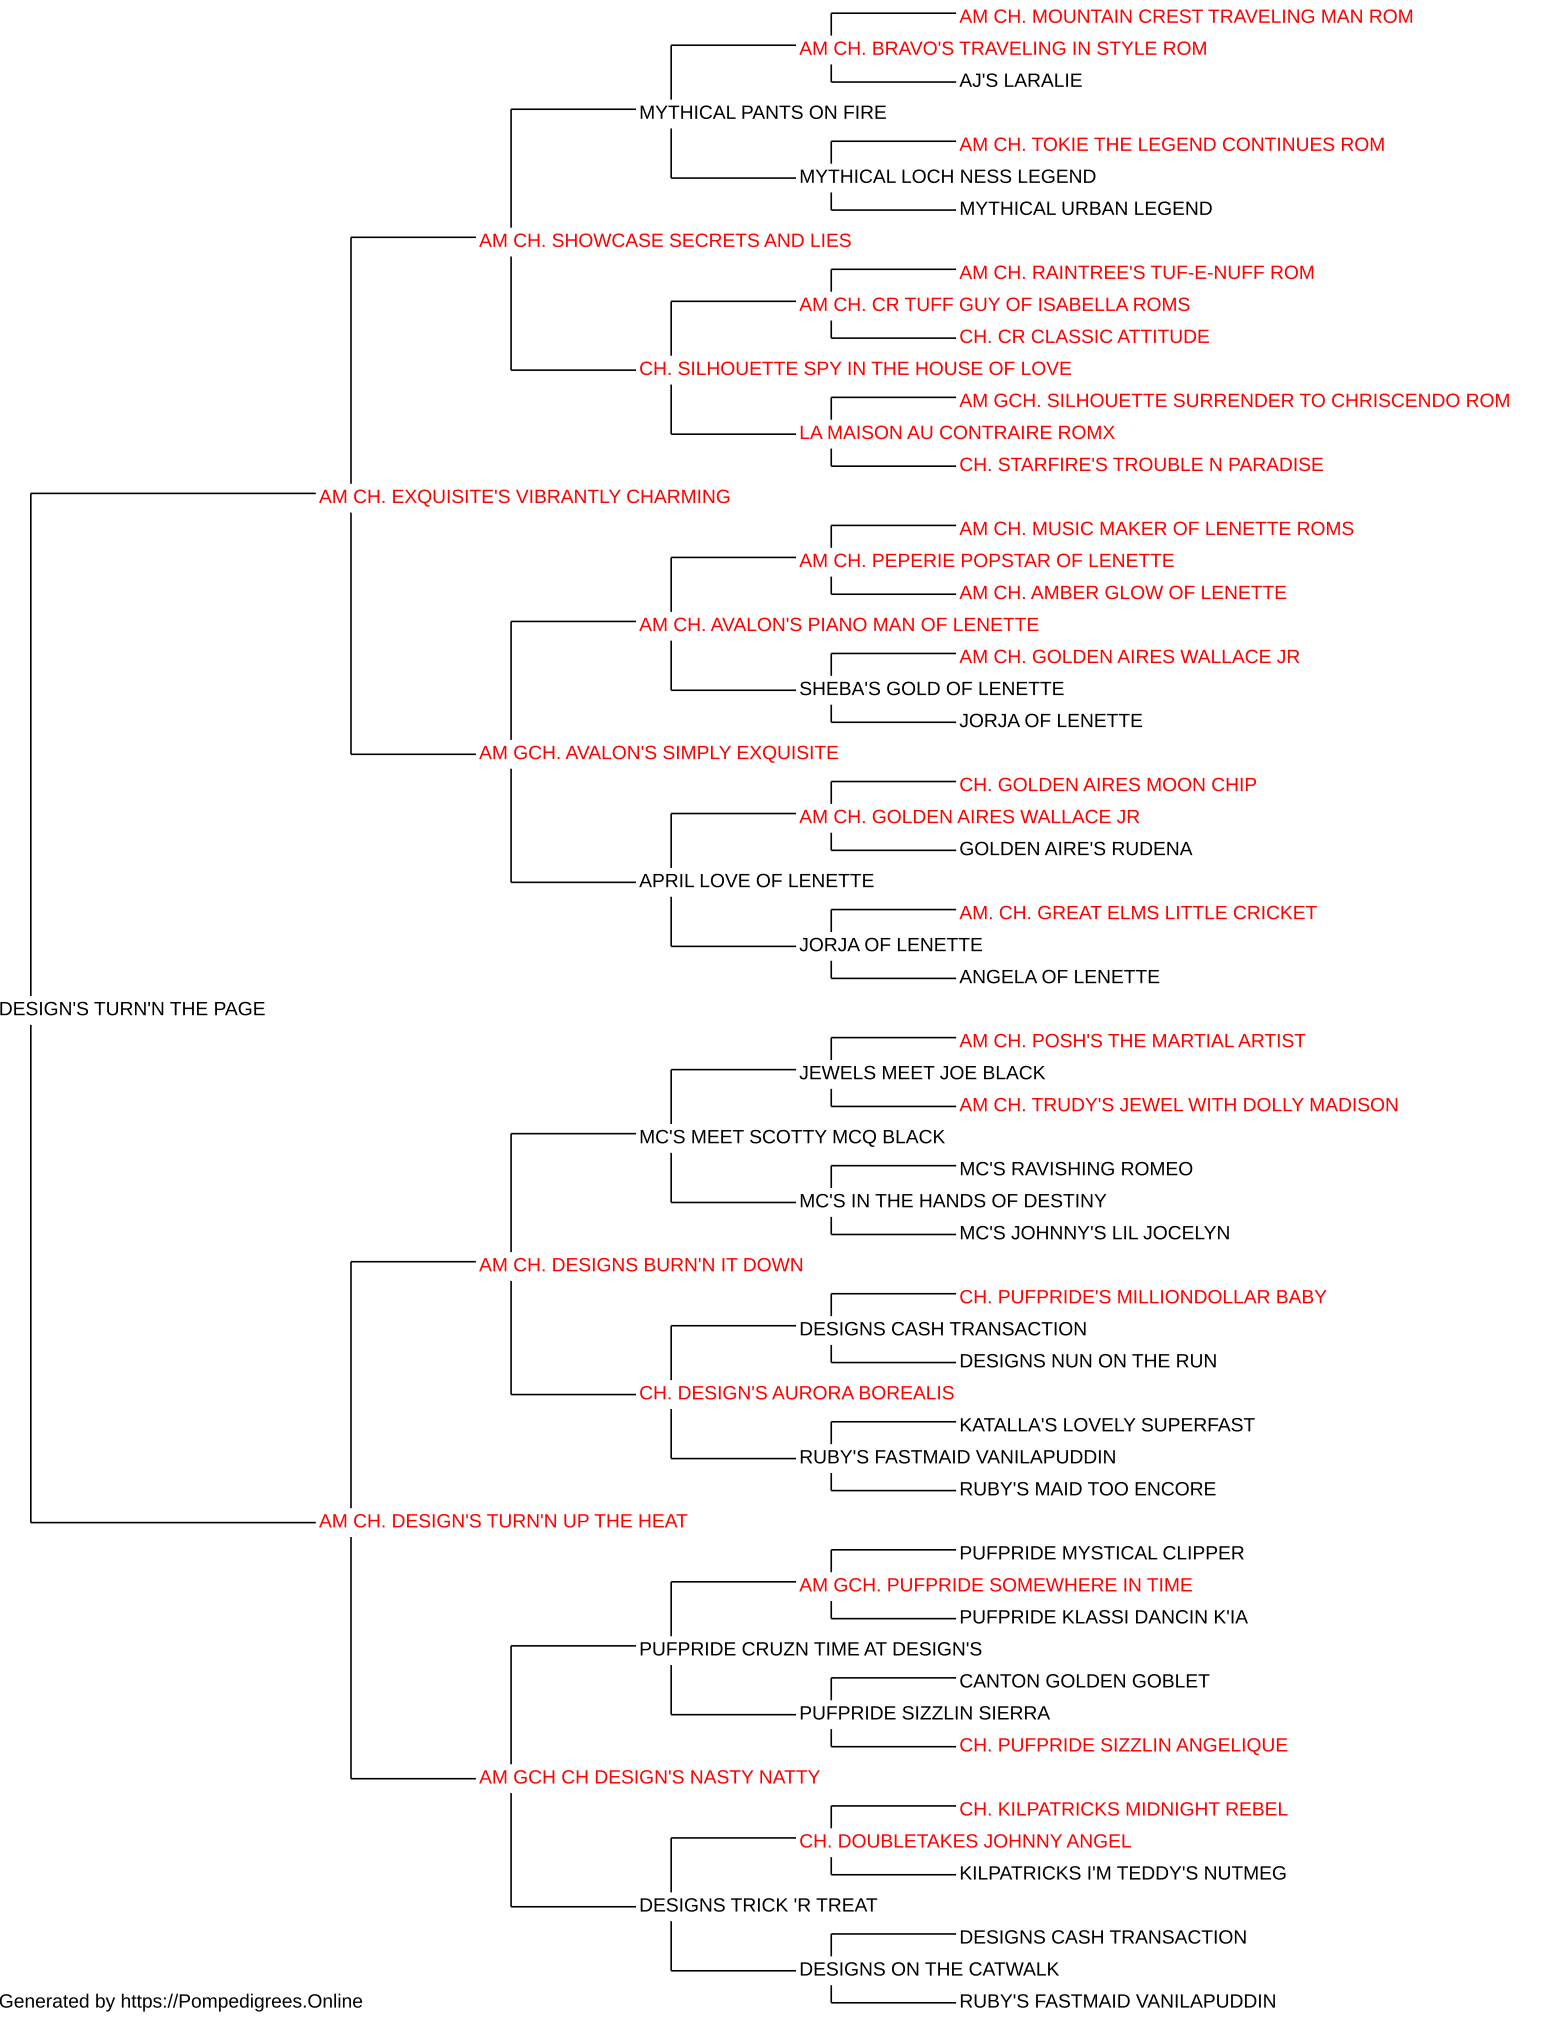 AM CH. MOUNTAIN CREST TRAVELING MAN ROM
AM CH. BRAVO'S TRAVELING IN STYLE ROM
AJ'S LARALIE
MYTHICAL PANTS ON FIRE
AM CH. TOKIE THE LEGEND CONTINUES ROM
MYTHICAL LOCH NESS LEGEND
MYTHICAL URBAN LEGEND
AM CH. SHOWCASE SECRETS AND LIES
AM CH. RAINTREE'S TUF-E-NUFF ROM
AM CH. CR TUFF GUY OF ISABELLA ROMS
CH. CR CLASSIC ATTITUDE
CH. SILHOUETTE SPY IN THE HOUSE OF LOVE
AM GCH. SILHOUETTE SURRENDER TO CHRISCENDO ROM
LA MAISON AU CONTRAIRE ROMX
CH. STARFIRE'S TROUBLE N PARADISE
AM CH. EXQUISITE'S VIBRANTLY CHARMING
AM CH. MUSIC MAKER OF LENETTE ROMS
AM CH. PEPERIE POPSTAR OF LENETTE
AM CH. AMBER GLOW OF LENETTE
AM CH. AVALON'S PIANO MAN OF LENETTE
AM CH. GOLDEN AIRES WALLACE JR
SHEBA'S GOLD OF LENETTE
JORJA OF LENETTE
AM GCH. AVALON'S SIMPLY EXQUISITE
CH. GOLDEN AIRES MOON CHIP
AM CH. GOLDEN AIRES WALLACE JR
GOLDEN AIRE'S RUDENA
APRIL LOVE OF LENETTE
AM. CH. GREAT ELMS LITTLE CRICKET
JORJA OF LENETTE
ANGELA OF LENETTE
DESIGN'S TURN'N THE PAGE
AM CH. POSH'S THE MARTIAL ARTIST
JEWELS MEET JOE BLACK
AM CH. TRUDY'S JEWEL WITH DOLLY MADISON
MC'S MEET SCOTTY MCQ BLACK
MC'S RAVISHING ROMEO
MC'S IN THE HANDS OF DESTINY
MC'S JOHNNY'S LIL JOCELYN
AM CH. DESIGNS BURN'N IT DOWN
CH. PUFPRIDE'S MILLIONDOLLAR BABY
DESIGNS CASH TRANSACTION
DESIGNS NUN ON THE RUN
CH. DESIGN'S AURORA BOREALIS
KATALLA'S LOVELY SUPERFAST
RUBY'S FASTMAID VANILAPUDDIN
RUBY'S MAID TOO ENCORE
AM CH. DESIGN'S TURN'N UP THE HEAT
PUFPRIDE MYSTICAL CLIPPER
AM GCH. PUFPRIDE SOMEWHERE IN TIME
PUFPRIDE KLASSI DANCIN K'IA
PUFPRIDE CRUZN TIME AT DESIGN'S
CANTON GOLDEN GOBLET
PUFPRIDE SIZZLIN SIERRA
CH. PUFPRIDE SIZZLIN ANGELIQUE
AM GCH CH DESIGN'S NASTY NATTY
CH. KILPATRICKS MIDNIGHT REBEL
CH. DOUBLETAKES JOHNNY ANGEL
KILPATRICKS I'M TEDDY'S NUTMEG
DESIGNS TRICK 'R TREAT
DESIGNS CASH TRANSACTION
DESIGNS ON THE CATWALK
RUBY'S FASTMAID VANILAPUDDIN
Generated by https://Pompedigrees.Online